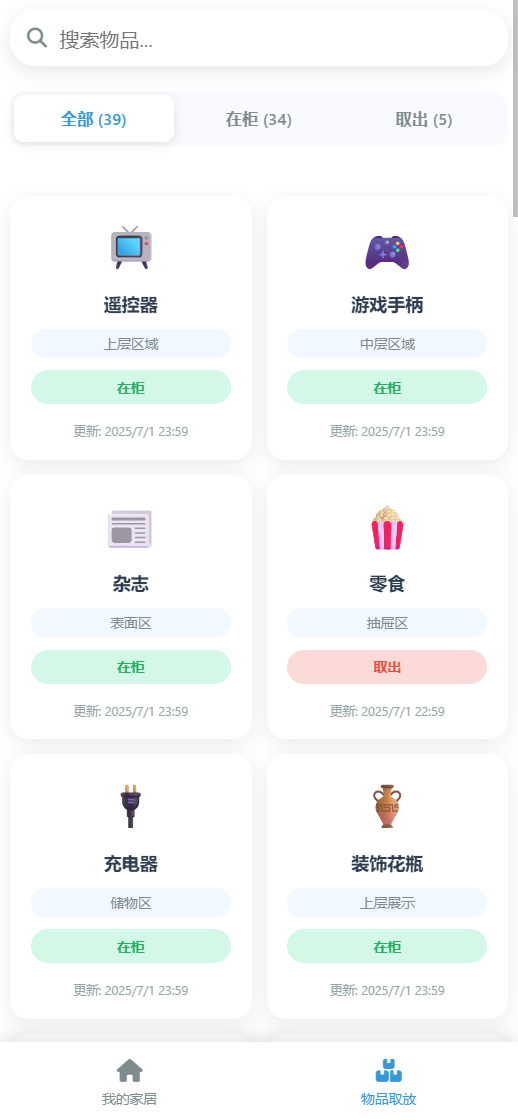 搜索物品...
全部 (39) 在柜 (34) 取出 (5)
遥控器
上层区域
在柜
更新: 2025/7/1 23:59
游戏手柄
中层区域
在柜
更新: 2025/7/1 23:59
杂志
表面区
在柜
更新: 2025/7/1 23:59
零食
抽屉区
取出
更新: 2025/7/1 22:59
充电器
储物区
在柜
更新: 2025/7/1 23:59
装饰花瓶
上层展示
在柜
更新: 2025/7/1 23:59
我的家居 物品取放